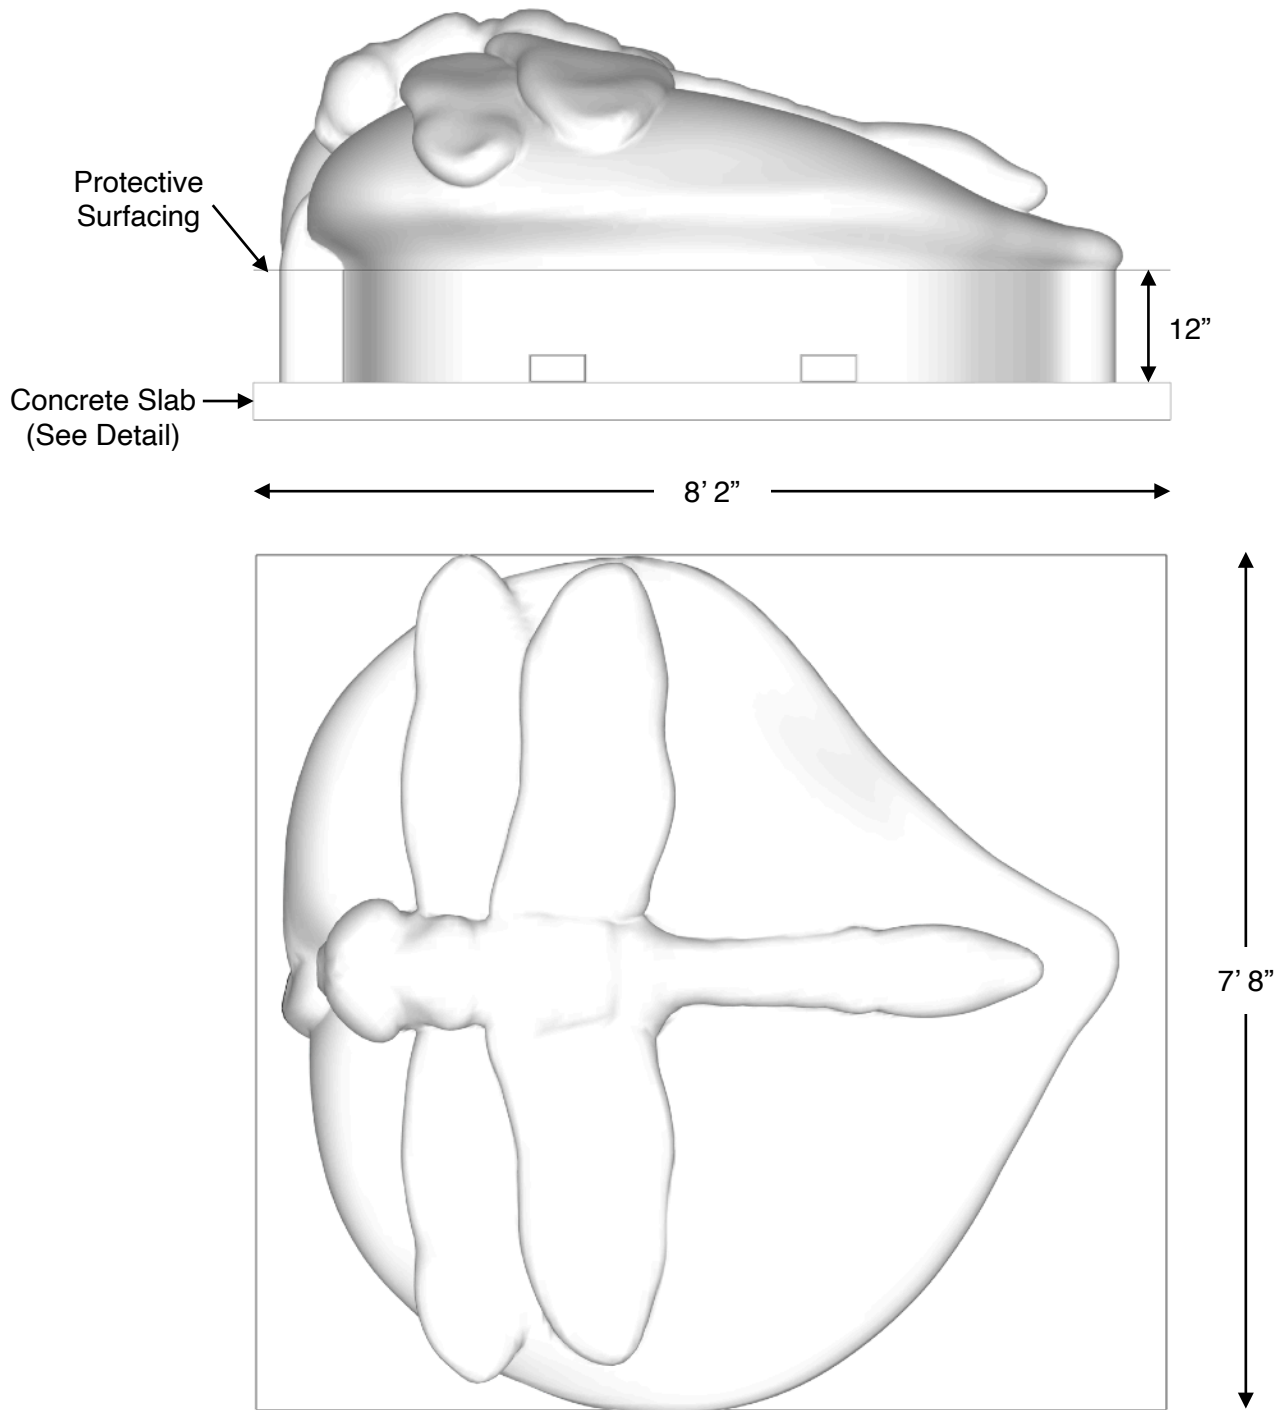 Protective
Surfacing
12”
Concrete Slab
(See Detail)
8’ 2”
7’ 8”